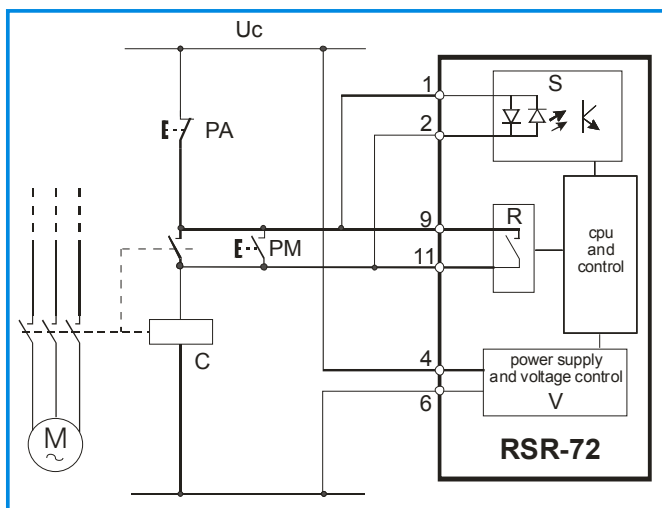 Uc
1
S
2
PA
9
R
PM
11
cpu
and
control
C
4
power supply
and voltage control
6
V
M
~
RSR-72